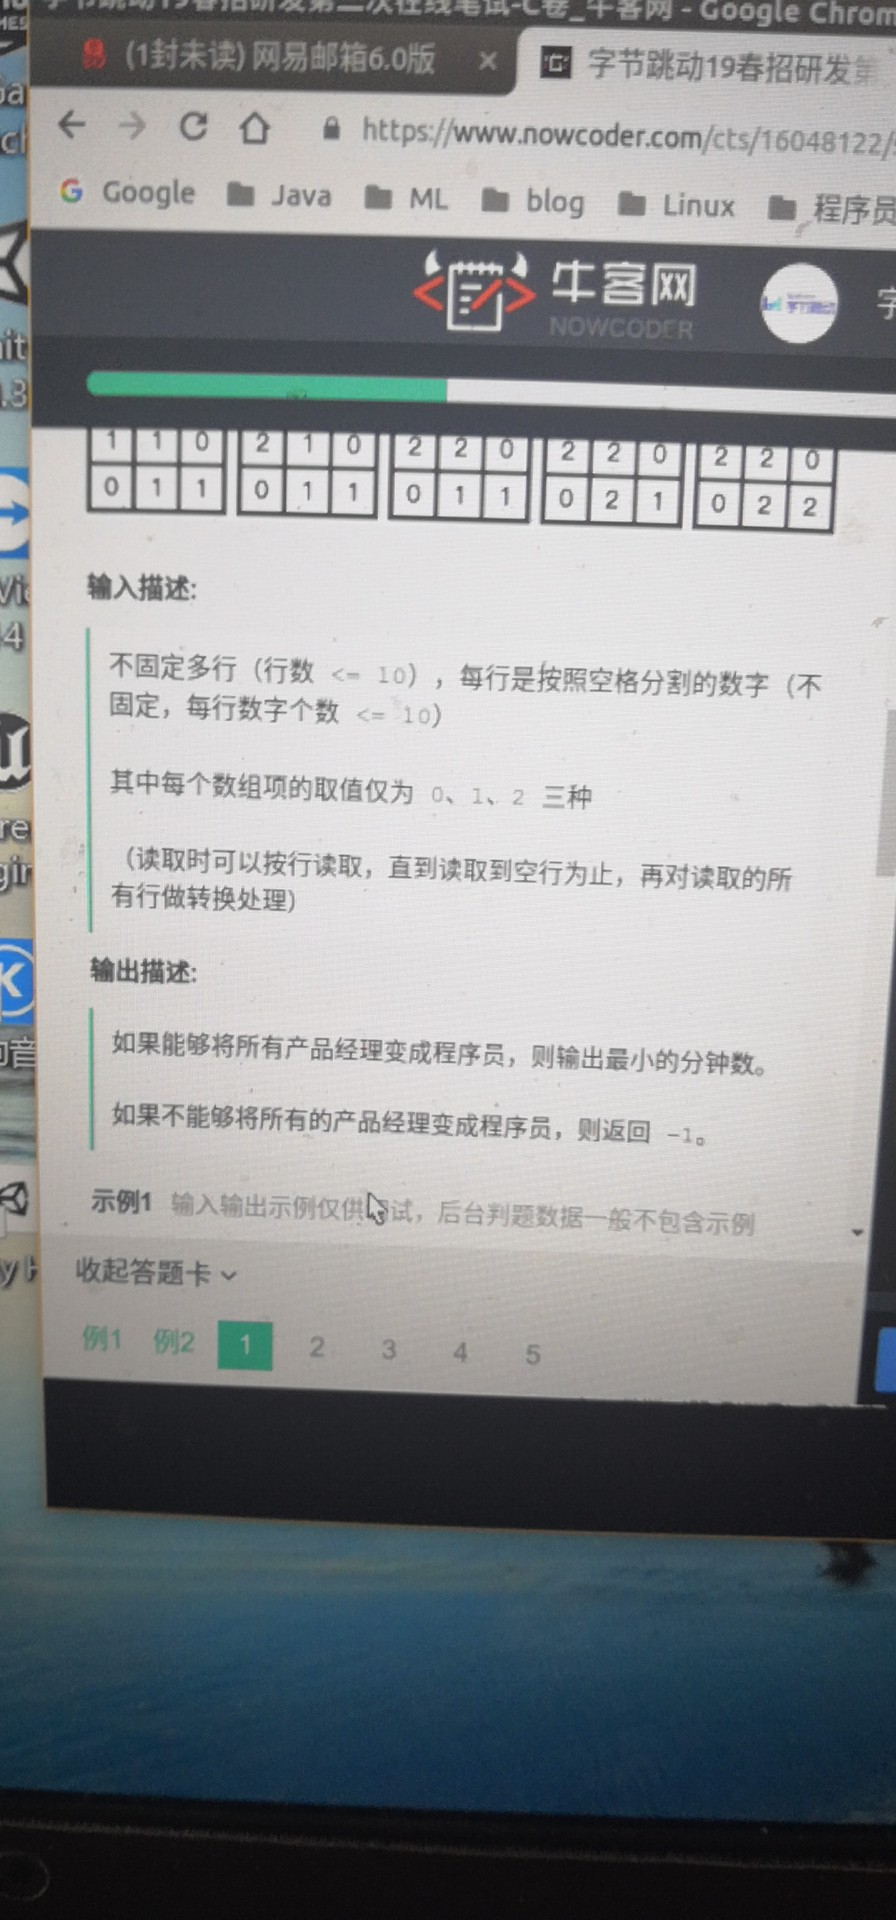 字节跳动19春招研发第二次在线笔试-C卷_牛客网 - Google Chrom
(1封未读) 网易邮箱6.0版 × 字节跳动19春招研发第
https://www.nowcoder.com/cts/16048122/
Google Java ML blog Linux 程序员
牛客网
NOWCODER
1 1 0 2 1 0 2 2 0 2 2 0 2 2 0
0 1 1 0 1 1 0 1 1 0 2 1 0 2 2
输入描述:
不固定多行（行数 <= 10），每行是按照空格分割的数字（不
固定，每行数字个数 <= 10）
其中每个数组项的取值仅为 0、1、2 三种
（读取时可以按行读取，直到读取到空行为止，再对读取的所
有行做转换处理）
输出描述:
如果能够将所有产品经理变成程序员，则输出最小的分钟数。
如果不能够将所有的产品经理变成程序员，则返回 -1。
示例1 输入输出示例仅供调试，后台判题数据一般不包含示例
收起答题卡
例1 例2 1 2 3 4 5